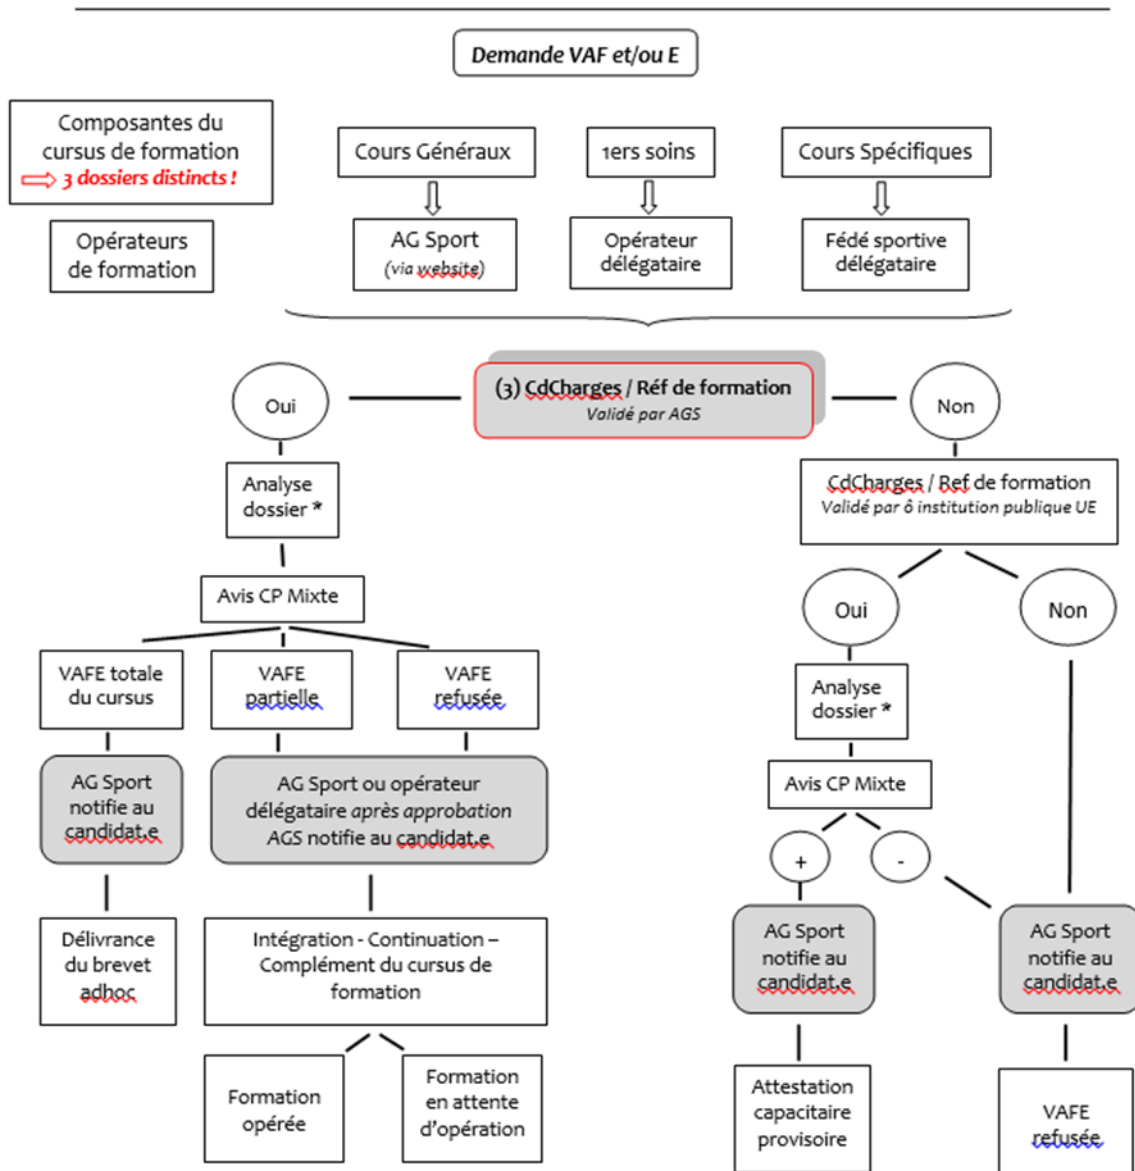 Demande VAF et/ou E
Composantes du
cursus de formation
⇨ 3 dossiers distincts !
Cours Généraux
1ers soins
Cours Spécifiques
Opérateurs
de formation
AG Sport
(via website)
Opérateur
délégataire
Fédé sportive
délégataire
(3) CdCharges / Réf de formation
Validé par AGS
Oui
Non
Analyse
dossier *
CdCharges / Ref de formation
Validé par ô institution publique UE
Avis CP Mixte
Oui
Non
VAFE totale
du cursus
VAFE
partielle
VAFE
refusée
Analyse
dossier *
AG Sport
notifie au
candidat.e
AG Sport ou opérateur
délégataire après approbation
AGS notifie au candidat.e
Avis CP Mixte
+
-
Délivrance
du brevet
adhoc
Intégration - Continuation –
Complément du cursus de
formation
AG Sport
notifie au
candidat.e
AG Sport
notifie au
candidat.e
Formation
opérée
Formation
en attente
d'opération
Attestation
capacitaire
provisoire
VAFE
refusée